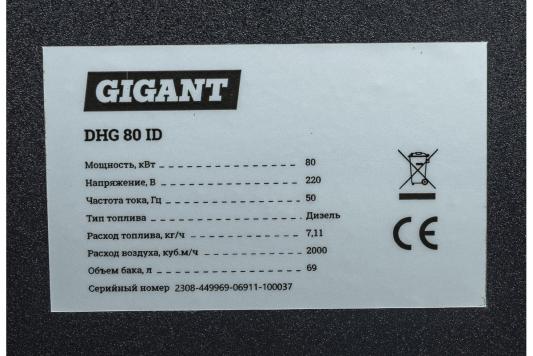 GIGANT
DHG 80 ID
Мощность, кВт 80
Напряжение, В 220
Частота тока, Гц 50
Тип топлива Дизель
Расход топлива, кг/ч 7,11
Расход воздуха, куб.м/ч 2000
Объем бака, л 69
Серийный номер 2308-449969-06911-100037
CE